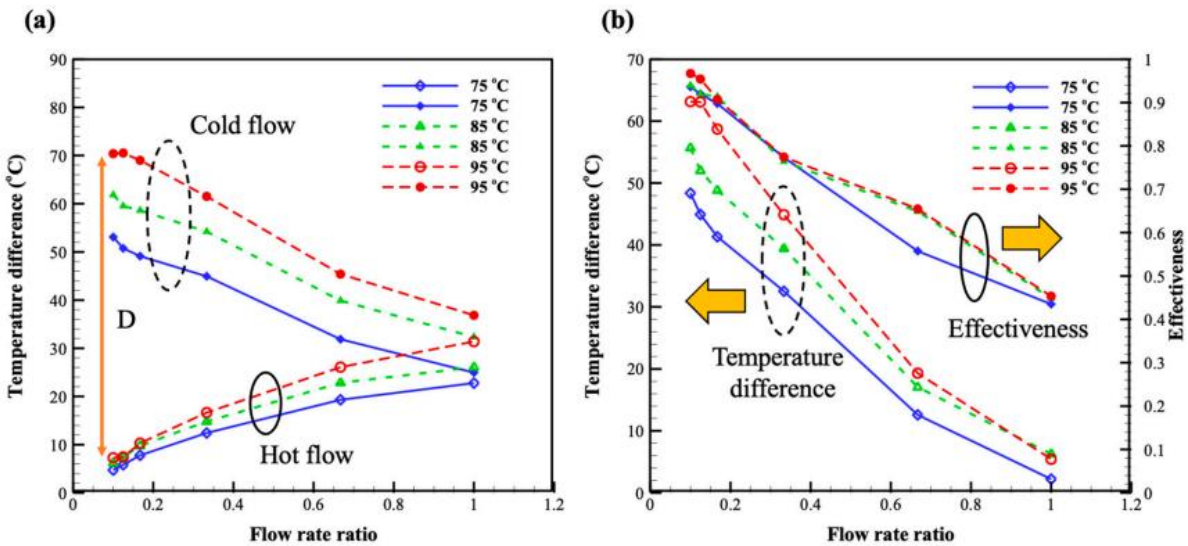 (a)
90
80
70
60
50
40
30
20
10
0
Temperature difference (°C)
0.2
0.4
0.6
0.8
1
1.2
Flow rate ratio
75 °C
75 °C
85 °C
85 °C
95 °C
95 °C
Cold flow
D
Hot flow
(b)
70
60
50
40
30
20
10
0
Temperature difference (°C)
0.2
0.4
0.6
0.8
1
1.2
Flow rate ratio
75 °C
75 °C
85 °C
85 °C
95 °C
95 °C
Temperature
difference
Effectiveness
1
0.9
0.8
0.7
0.6
0.5
0.4
0.3
0.2
0.1
0
Effectiveness